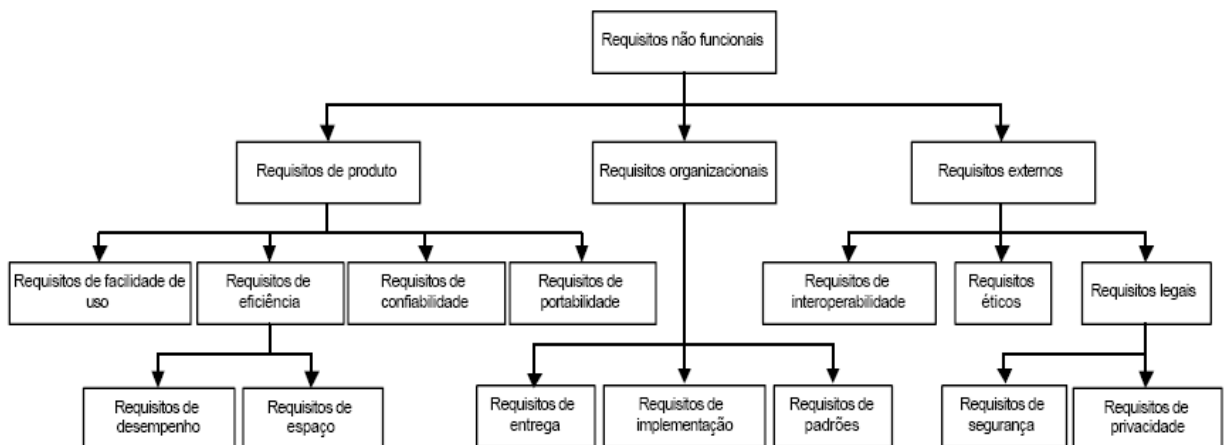 Requisitos não funcionais
Requisitos de produto
Requisitos organizacionais
Requisitos externos
Requisitos de facilidade de
uso
Requisitos de
eficiência
Requisitos de
confiabilidade
Requisitos de
portabilidade
Requisitos de
interoperabilidade
Requisitos
éticos
Requisitos legais
Requisitos de
desempenho
Requisitos de
espaço
Requisitos de
entrega
Requisitos de
implementação
Requisitos de
padrões
Requisitos de
segurança
Requisitos de
privacidade